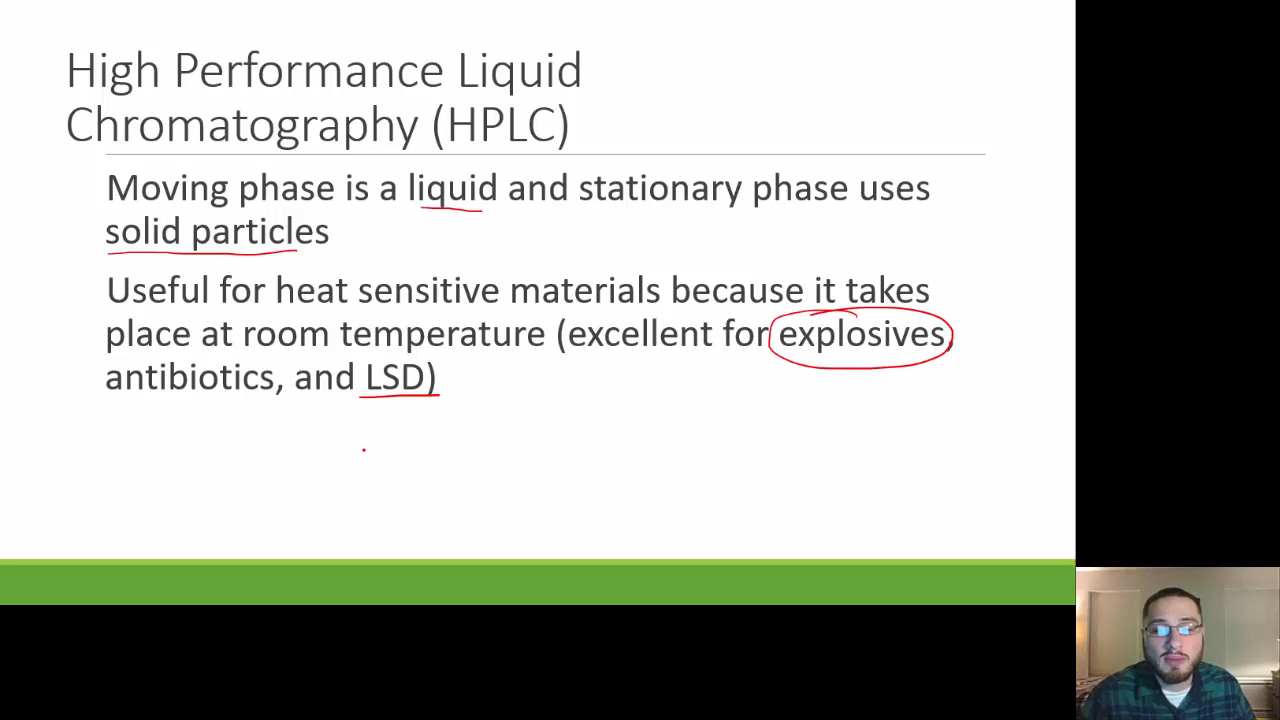 High Performance Liquid
Chromatography (HPLC)
Moving phase is a liquid and stationary phase uses
solid particles
Useful for heat sensitive materials because it takes
place at room temperature (excellent for explosives,
antibiotics, and LSD)